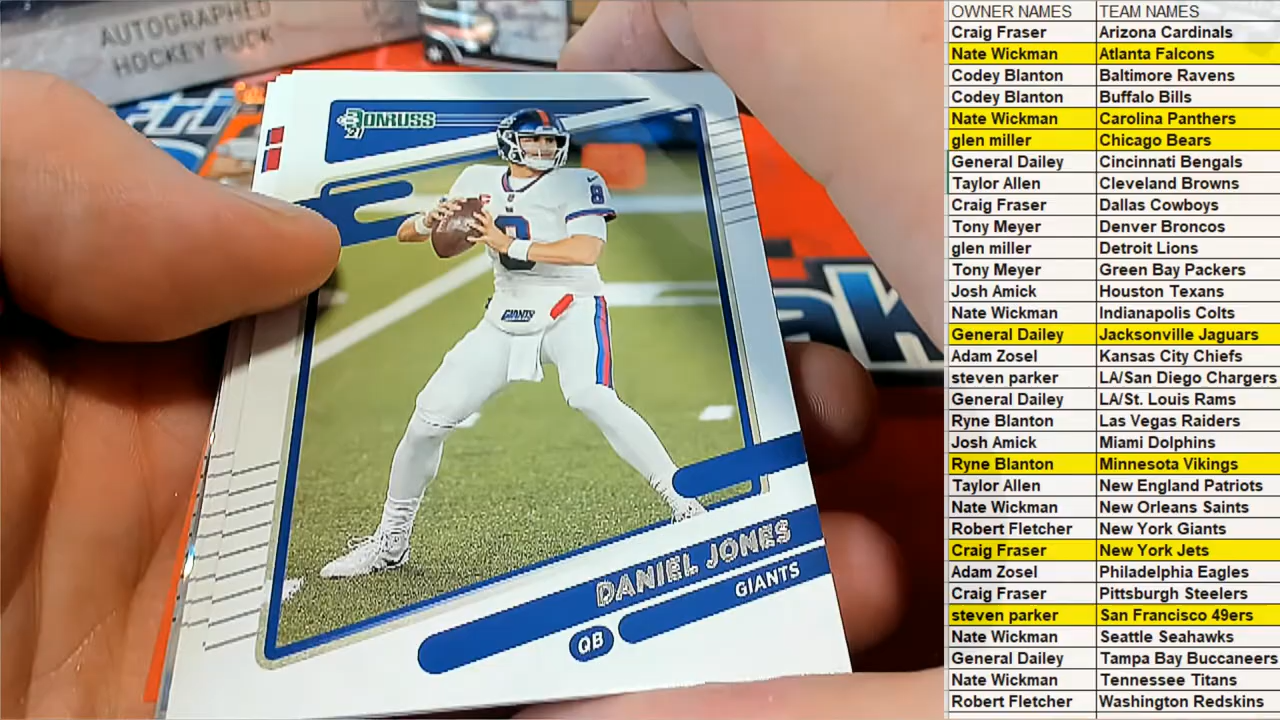 AUTOGRAPHED
HOCKEY PUCK
DONRUSS
21
8
8
GIANTS
DANIEL JONES
GIANTS
QB
OWNER NAMES TEAM NAMES
Craig Fraser Arizona Cardinals
Nate Wickman Atlanta Falcons
Codey Blanton Baltimore Ravens
Codey Blanton Buffalo Bills
Nate Wickman Carolina Panthers
glen miller Chicago Bears
General Dailey Cincinnati Bengals
Taylor Allen Cleveland Browns
Craig Fraser Dallas Cowboys
Tony Meyer Denver Broncos
glen miller Detroit Lions
Tony Meyer Green Bay Packers
Josh Amick Houston Texans
Nate Wickman Indianapolis Colts
General Dailey Jacksonville Jaguars
Adam Zosel Kansas City Chiefs
steven parker LA/San Diego Chargers
General Dailey LA/St. Louis Rams
Ryne Blanton Las Vegas Raiders
Josh Amick Miami Dolphins
Ryne Blanton Minnesota Vikings
Taylor Allen New England Patriots
Nate Wickman New Orleans Saints
Robert Fletcher New York Giants
Craig Fraser New York Jets
Adam Zosel Philadelphia Eagles
Craig Fraser Pittsburgh Steelers
steven parker San Francisco 49ers
Nate Wickman Seattle Seahawks
General Dailey Tampa Bay Buccaneers
Nate Wickman Tennessee Titans
Robert Fletcher Washington Redskins